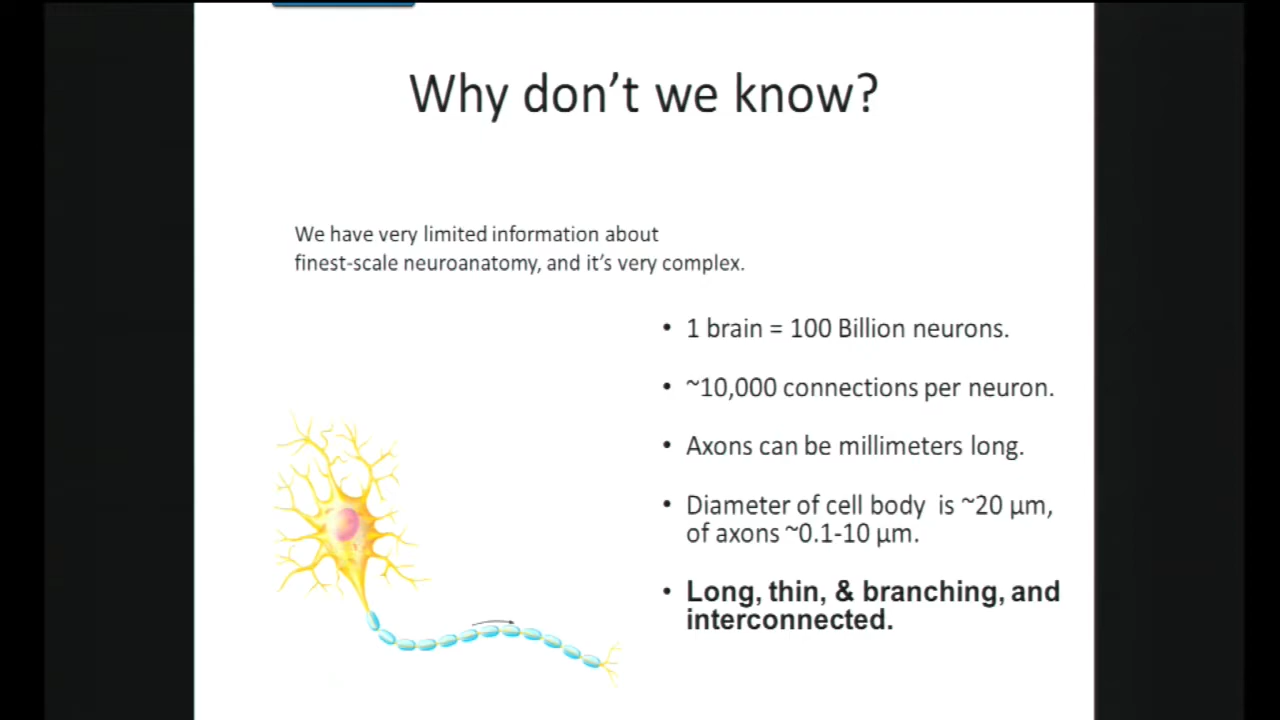 Why don't we know?
We have very limited information about
finest-scale neuroanatomy, and it's very complex.
• 1 brain = 100 Billion neurons.
• ~10,000 connections per neuron.
• Axons can be millimeters long.
• Diameter of cell body is ~20 µm,
of axons ~0.1-10 µm.
• Long, thin, & branching, and
interconnected.